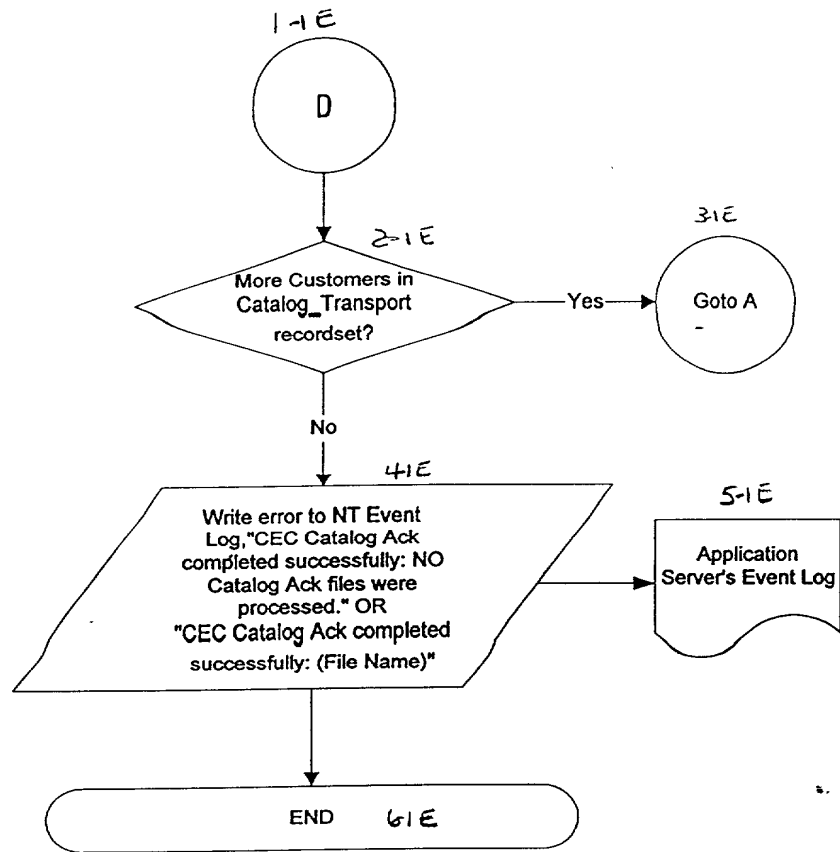 1-1E
D
2-1E
More Customers in
Catalog_Transport
recordset?
Yes
3-1E
Goto A
No
4-1E
Write error to NT Event
Log,"CEC Catalog Ack
completed successfully: NO
Catalog Ack files were
processed." OR
"CEC Catalog Ack completed
successfully: (File Name)"
5-1E
Application
Server's Event Log
END
6-1E